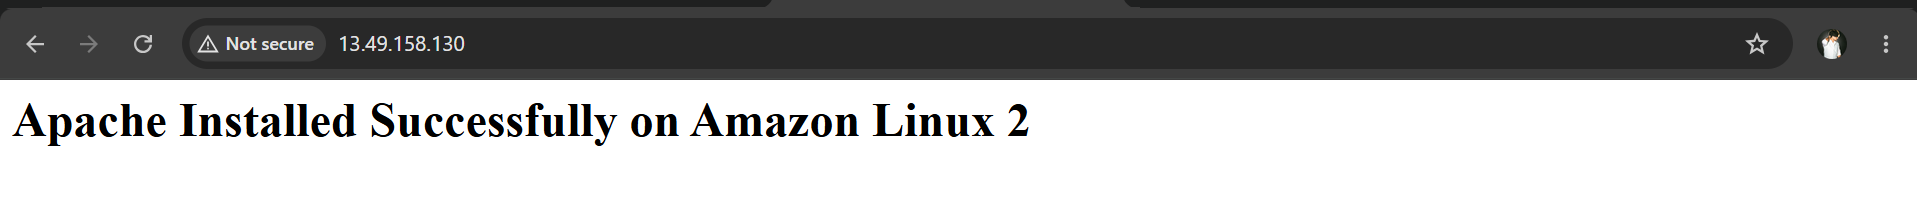 Not secure 13.49.158.130
Apache Installed Successfully on Amazon Linux 2